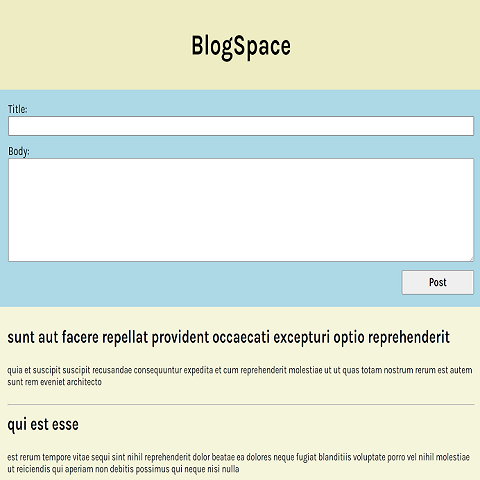 BlogSpace
Title:
Body:
Post
sunt aut facere repellat provident occaecati excepturi optio reprehenderit
quia et suscipit suscipit recusandae consequuntur expedita et cum reprehenderit molestiae ut ut quas totam nostrum rerum est autem
sunt rem eveniet architecto
qui est esse
est rerum tempore vitae sequi sint nihil reprehenderit dolor beatae ea dolores neque fugiat blanditiis voluptate porro vel nihil molestiae
ut reiciendis qui aperiam non debitis possimus qui neque nisi nulla